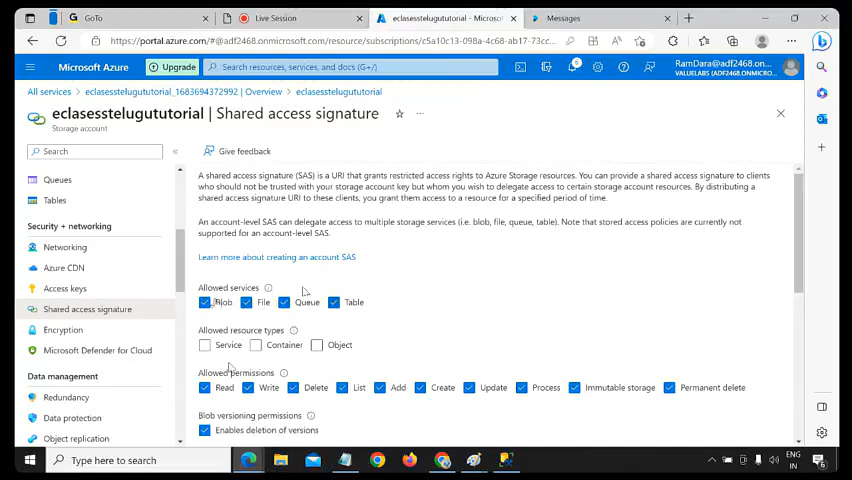 GoTo
Live Session
eclasesstelugututorial - Microsof
Messages
https://portal.azure.com/#@adf2468.onmicrosoft.com/resource/subscriptions/c5a10c13-098a-4c68-ab17-73cc...
Microsoft Azure
Upgrade
Search resources, services, and docs (G+/)
6
RamDara@adf2468.on...
VALUELABS (ADF2468.ONMICRO...
All services > eclasesstelugututorial_1683694372992 | Overview > eclasesstelugututorial
eclasesstelugututorial | Shared access signature
Storage account
Search
Give feedback
Queues
Tables
Security + networking
Networking
Azure CDN
Access keys
Shared access signature
Encryption
Microsoft Defender for Cloud
Data management
Redundancy
Data protection
Object replication
A shared access signature (SAS) is a URI that grants restricted access rights to Azure Storage resources. You can provide a shared access signature to clients
who should not be trusted with your storage account key but whom you wish to delegate access to certain storage account resources. By distributing a
shared access signature URI to these clients, you grant them access to a resource for a specified period of time.
An account-level SAS can delegate access to multiple storage services (i.e. blob, file, queue, table). Note that stored access policies are currently not
supported for an account-level SAS.
Learn more about creating an account SAS
Allowed services
Blob File Queue Table
Allowed resource types
Service Container Object
Allowed permissions
Read Write Delete List Add Create Update Process Immutable storage Permanent delete
Blob versioning permissions
Enables deletion of versions
Type here to search
ENG
IN